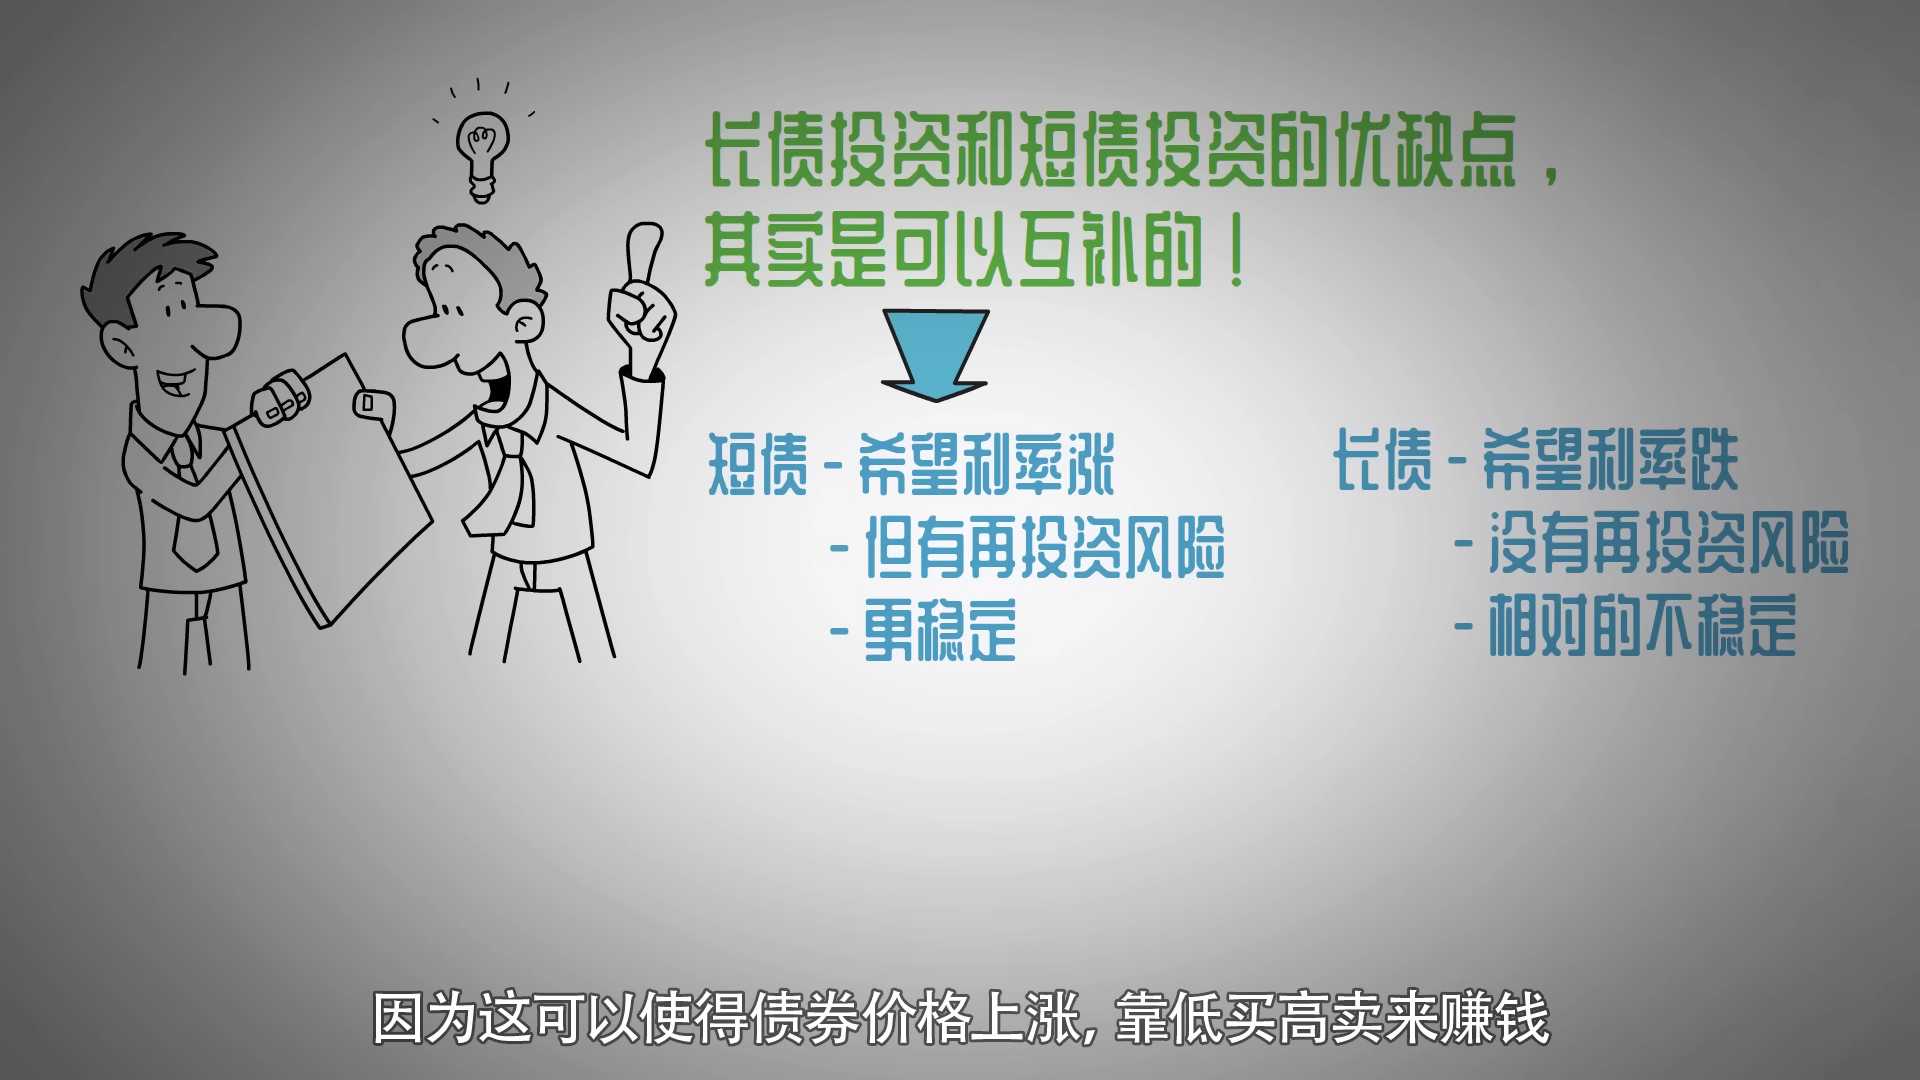 长债投资和短债投资的优缺点，
其实是可以互补的！
短债 - 希望利率涨
- 但有再投资风险
- 更稳定
长债 - 希望利率跌
- 没有再投资风险
- 相对的不稳定
因为这可以使得债券价格上涨, 靠低买高卖来赚钱